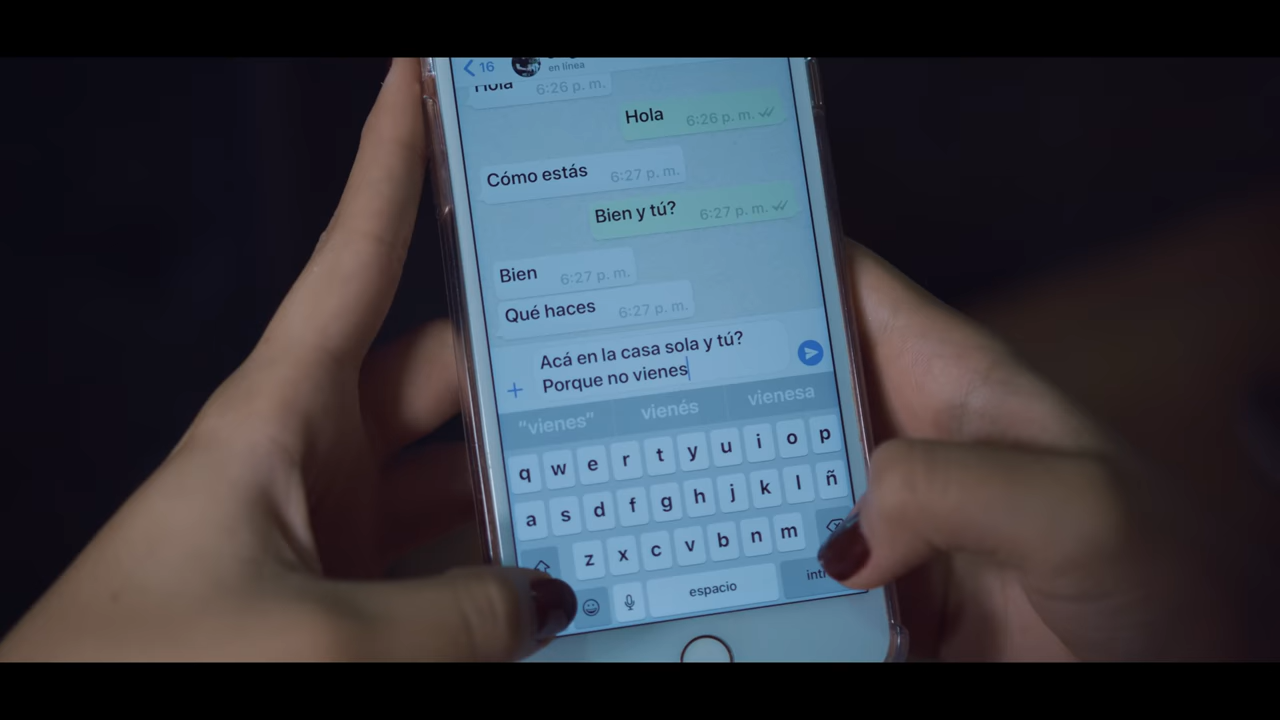 16
en línea
Hola 6:26 p. m.
Hola 6:26 p. m.
Cómo estás 6:27 p. m.
Bien y tú? 6:27 p. m.
Bien 6:27 p. m.
Qué haces 6:27 p. m.
Acá en la casa sola y tú?
Porque no vienes
“vienes” vienés vienesa
q w e r t y u i o p
a s d f g h j k l ñ
z x c v b n m
espacio